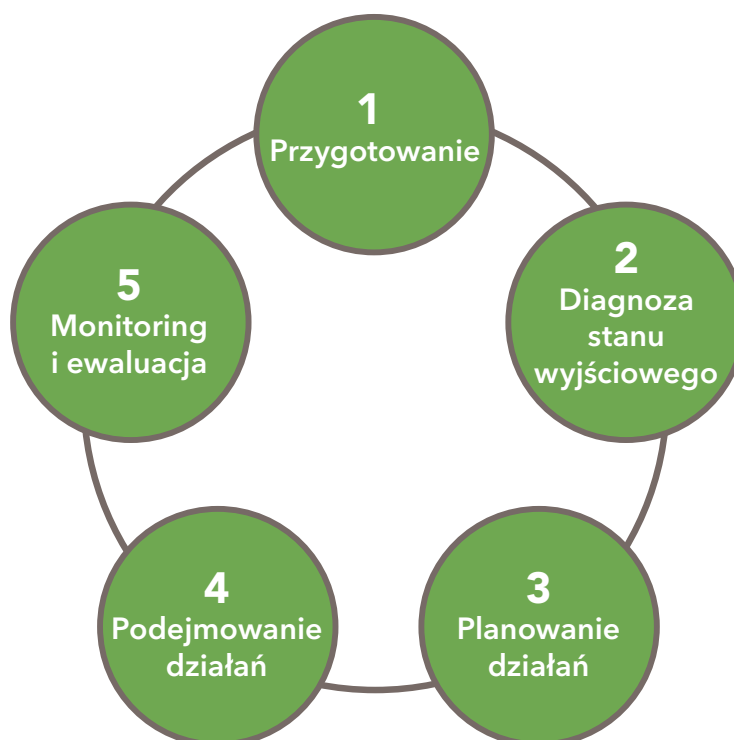 1
Przygotowanie
2
Diagnoza
stanu
wyjściowego
3
Planowanie
działań
4
Podejmowanie
działań
5
Monitoring
i ewaluacja